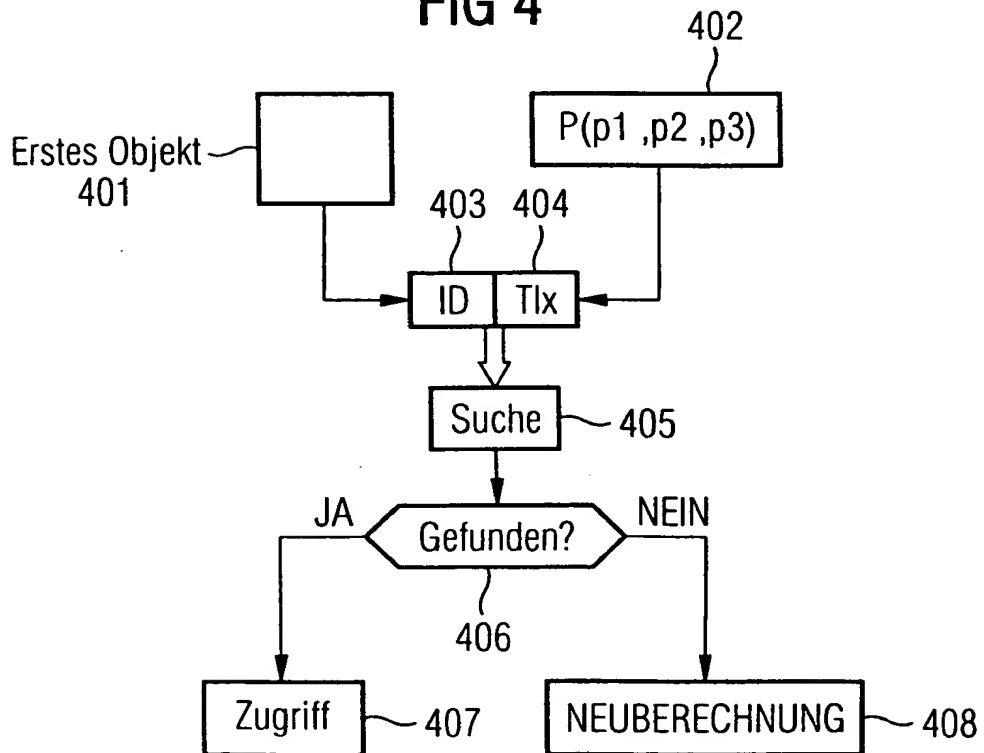 FIG 4
402
P(p1 ,p2 ,p3)
Erstes Objekt
401
403
404
ID
TIx
Suche
405
JA
Gefunden?
NEIN
406
Zugriff
407
NEUBERECHNUNG
408